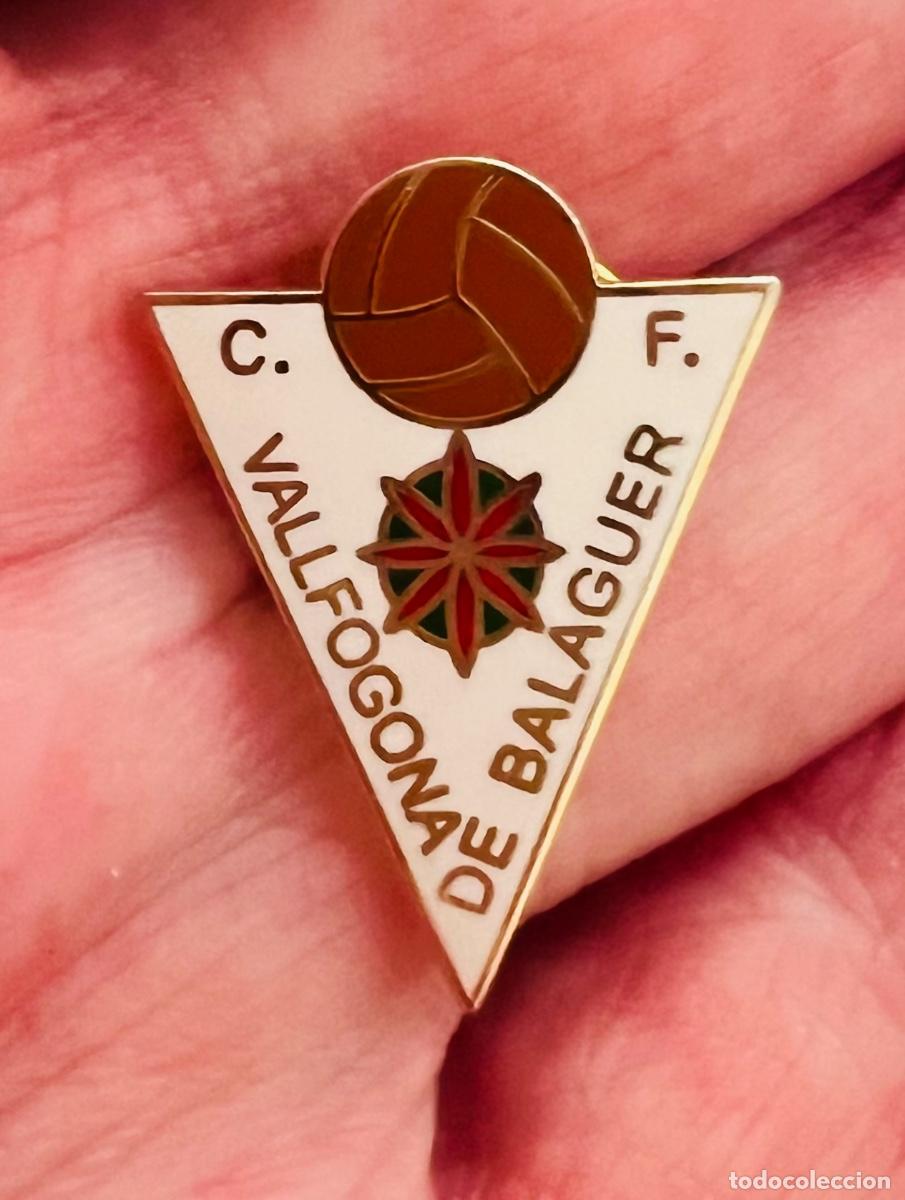 C. F.
VALLFOGONA
DE BALAGUER
todocoleccion